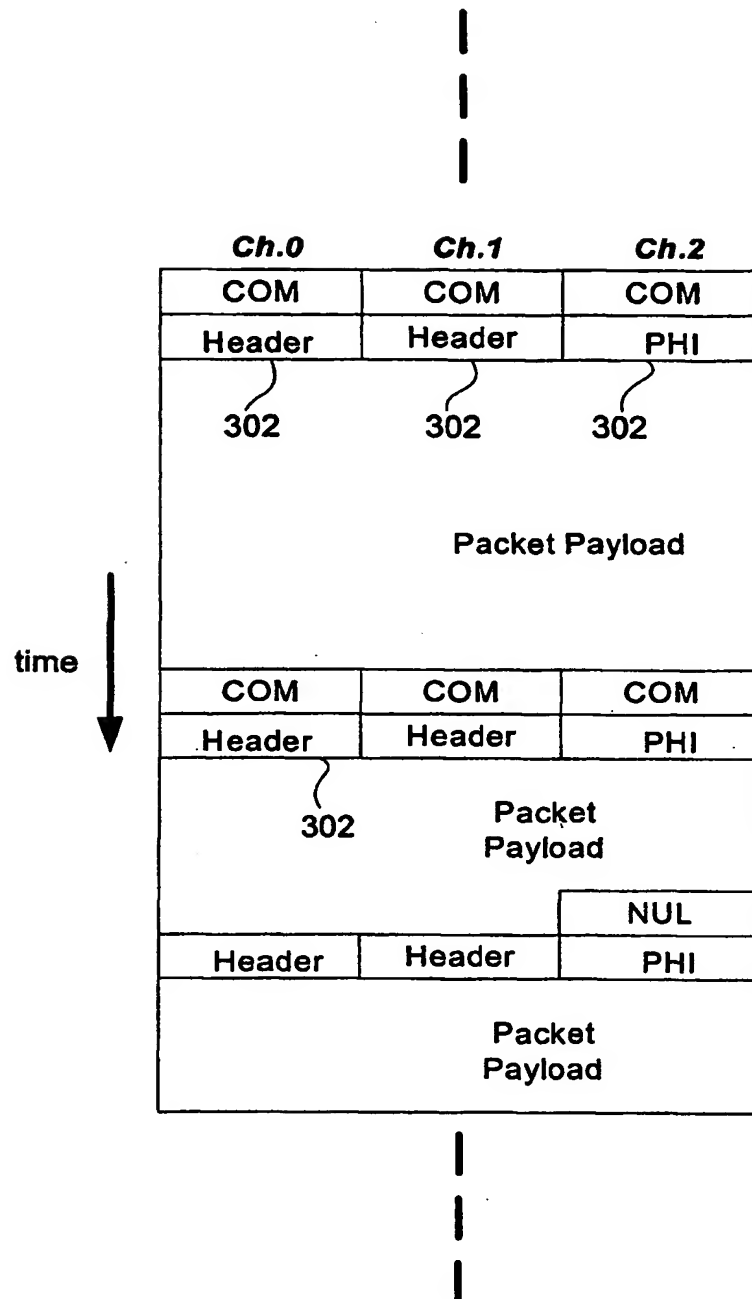 Ch.0 Ch.1 Ch.2
COM COM COM
Header Header PHI
302 302 302
Packet Payload
time
COM COM COM
Header Header PHI
302
Packet
Payload
NUL
Header Header PHI
Packet
Payload